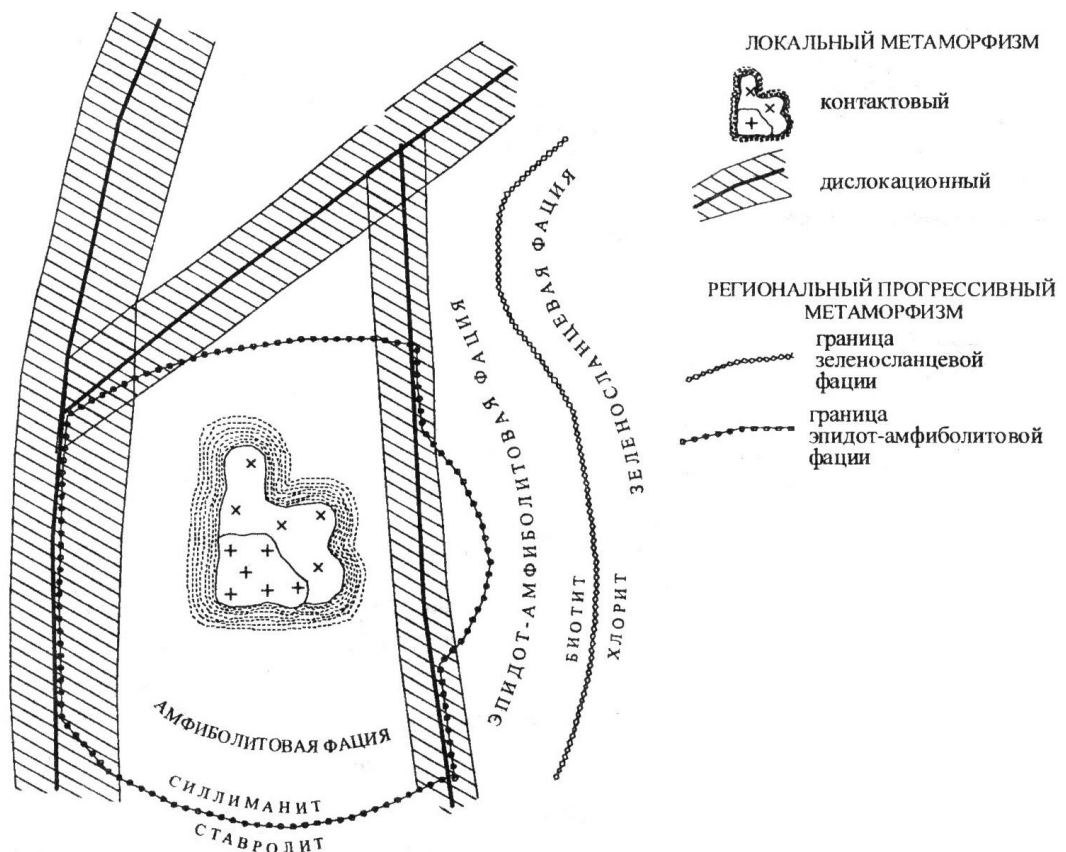 ЛОКАЛЬНЫЙ МЕТАМОРФИЗМ
контактовый
дислокационный
РЕГИОНАЛЬНЫЙ ПРОГРЕССИВНЫЙ
МЕТАМОРФИЗМ
граница
зеленосланцевой
фации
граница
эпидот-амфиболитовой
фации
ЗЕЛЕНОСЛАНЦЕВАЯ ФАЦИЯ
ЭПИДОТ-АМФИБОЛИТОВАЯ ФАЦИЯ
БИОТИТ
ХЛОРИТ
АМФИБОЛИТОВАЯ ФАЦИЯ
СИЛЛИМАНИТ
СТАВРОЛИТ